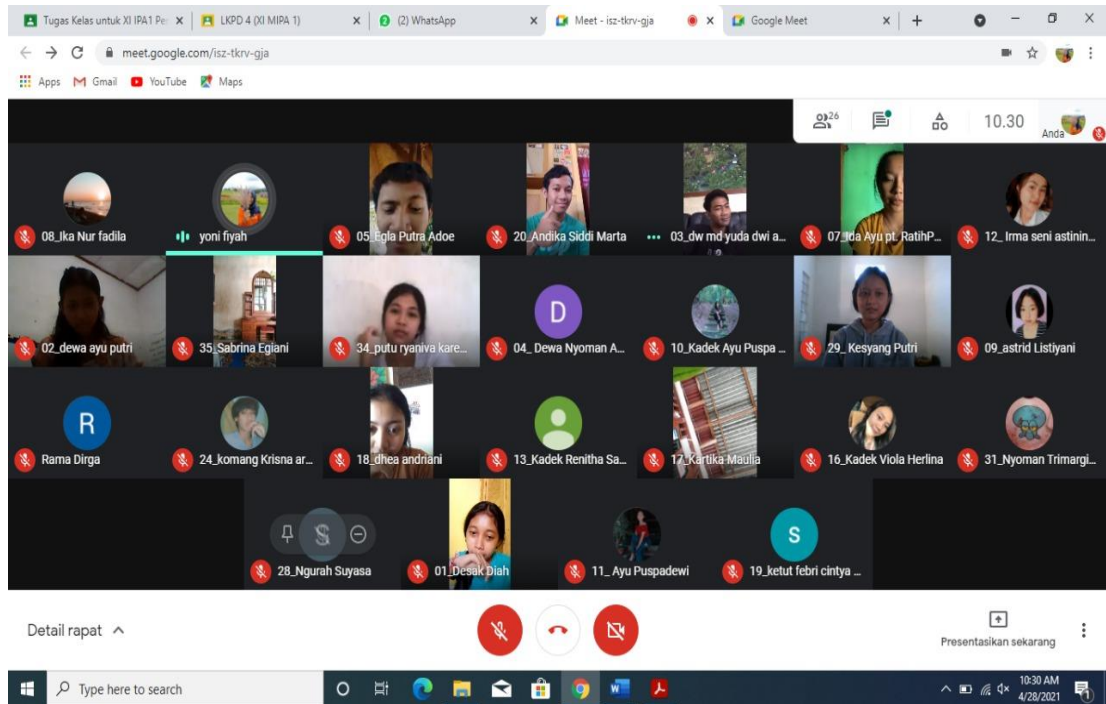 Tugas Kelas untuk XI IPA1 Pe
LKPD 4 (XI MIPA 1)
(2) WhatsApp
Meet - isz-tkrv-gja
Google Meet
meet.google.com/isz-tkrv-gja
Apps
Gmail
YouTube
Maps
26
10.30
Anda
08_Ika Nur fadila
yoni fiyah
05_Egla Putra Adoe
20_Andika Siddi Marta
03_dw md yuda dwi a...
07_Ida Ayu pt. RatihP...
12_ Irma seni astinin...
02_dewa ayu putri
35_Sabrina Egiani
34_putu ryaniva kare...
D
04_ Dewa Nyoman A...
10_Kadek Ayu Puspa ...
29_ Kesyang Putri
09_astrid Listiyani
R
Rama Dirga
24_komang Krisna ar...
18_dhea andriani
13_Kadek Renitha Sa...
17_Kartika Maulia
16_Kadek Viola Herlina
31_Nyoman Trimargi...
S
28_Ngurah Suyasa
01_Desak Diah
11_ Ayu Puspadewi
S
19_ketut febri cintya ...
Detail rapat
Presentasikan sekarang
Type here to search
10:30 AM
4/28/2021